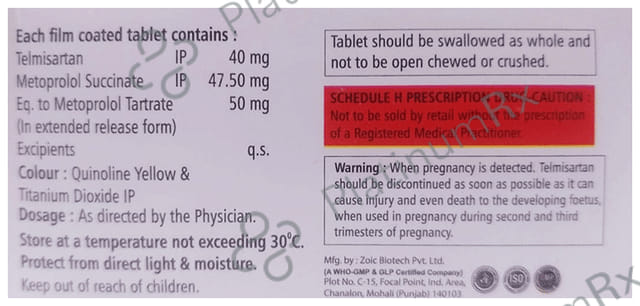 Each film coated tablet contains :
Telmisartan IP 40 mg
Metoprolol Succinate IP 47.50 mg
Eq. to Metoprolol Tartrate 50 mg
(In extended release form)
Excipients q.s.
Colour : Quinoline Yellow &
Titanium Dioxide IP
Dosage : As directed by the Physician.
Store at a temperature not exceeding 30°C.
Protect from direct light & moisture.
Keep out of reach of children.
Tablet should be swallowed as whole and
not to be open chewed or crushed.
SCHEDULE H PRESCRIPTION DRUG-CAUTION :
Not to be sold by retail without the prescription
of a Registered Medical Practitioner.
Warning : When pregnancy is detected. Telmisartan
should be discontinued as soon as possible as it can
cause injury and even death to the developing foetus,
when used in pregnancy during second and third
trimesters of pregnancy.
Mfg. by : Zoic Biotech Pvt. Ltd.
(A WHO-GMP & GLP Certified Company)
Plot No. C-15, Focal Point, Ind. Area,
Chanalon, Mohali (Punjab) 140103
ISO
PlatinumRx